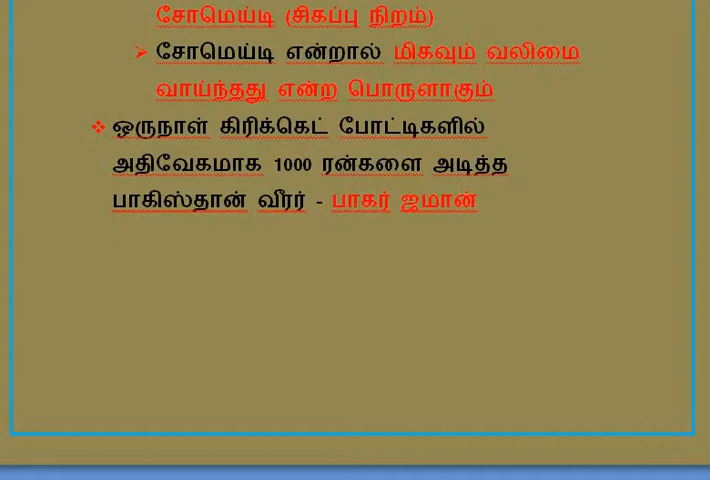 சோமெய்டி (சிகப்பு நிறம்)
சோமெய்டி என்றால் மிகவும் வலிமை
வாய்ந்தது என்ற பொருளாகும்
ஒருநாள் கிரிக்கெட் போட்டிகளில்
அதிவேகமாக 1000 ரன்களை அடித்த
பாகிஸ்தான் வீரர் - பாகர் ஜமான்